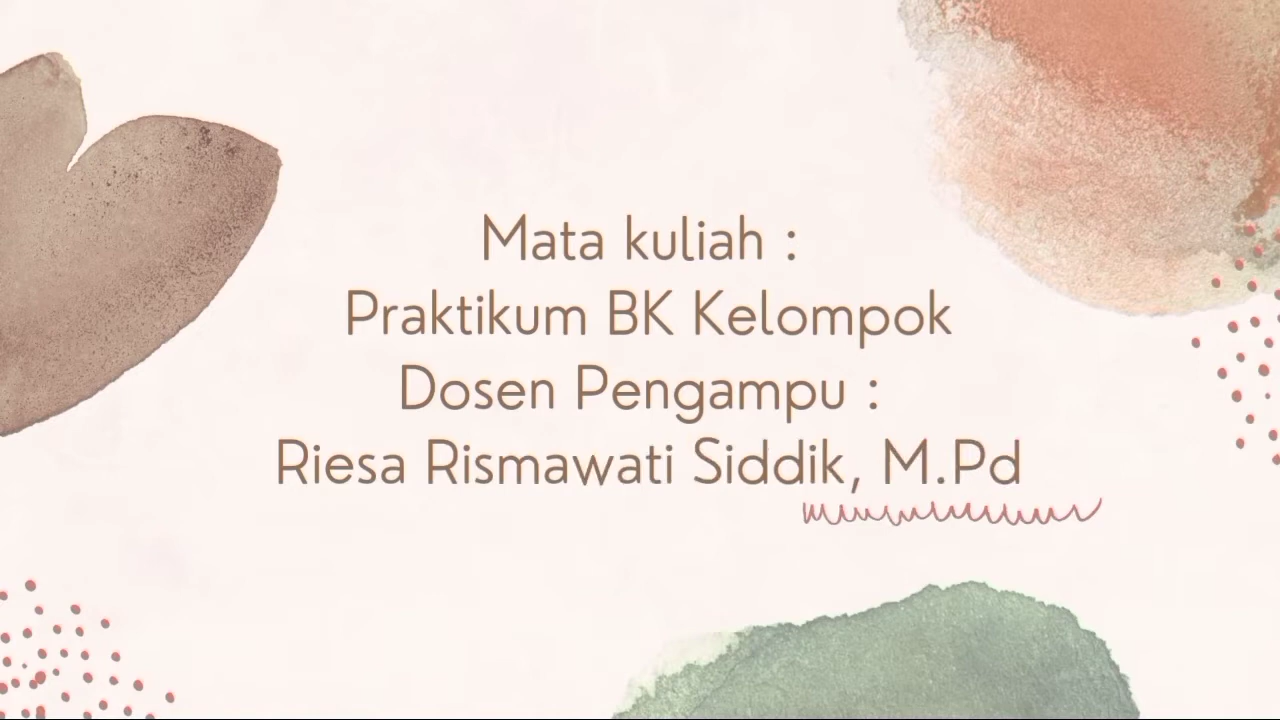 Mata kuliah :
Praktikum BK Kelompok
Dosen Pengampu :
Riesa Rismawati Siddik, M.Pd